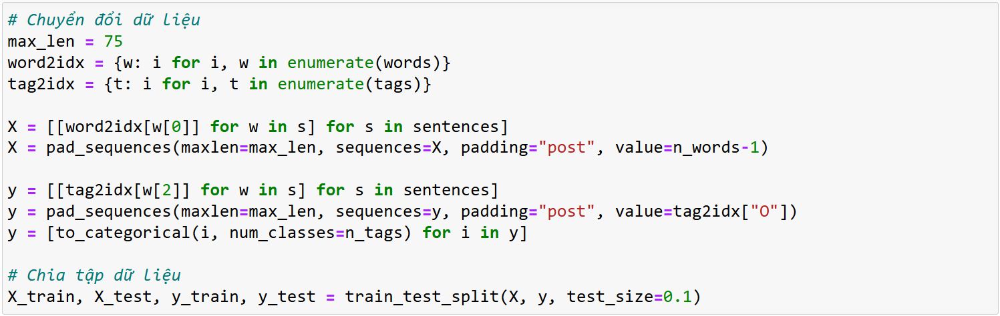 # Chuyển đổi dữ liệu
max_len = 75
word2idx = {w: i for i, w in enumerate(words)}
tag2idx = {t: i for i, t in enumerate(tags)}

X = [[word2idx[w[0]] for w in s] for s in sentences]
X = pad_sequences(maxlen=max_len, sequences=X, padding="post", value=n_words-1)

y = [[tag2idx[w[2]] for w in s] for s in sentences]
y = pad_sequences(maxlen=max_len, sequences=y, padding="post", value=tag2idx["O"])
y = [to_categorical(i, num_classes=n_tags) for i in y]

# Chia tập dữ liệu
X_train, X_test, y_train, y_test = train_test_split(X, y, test_size=0.1)